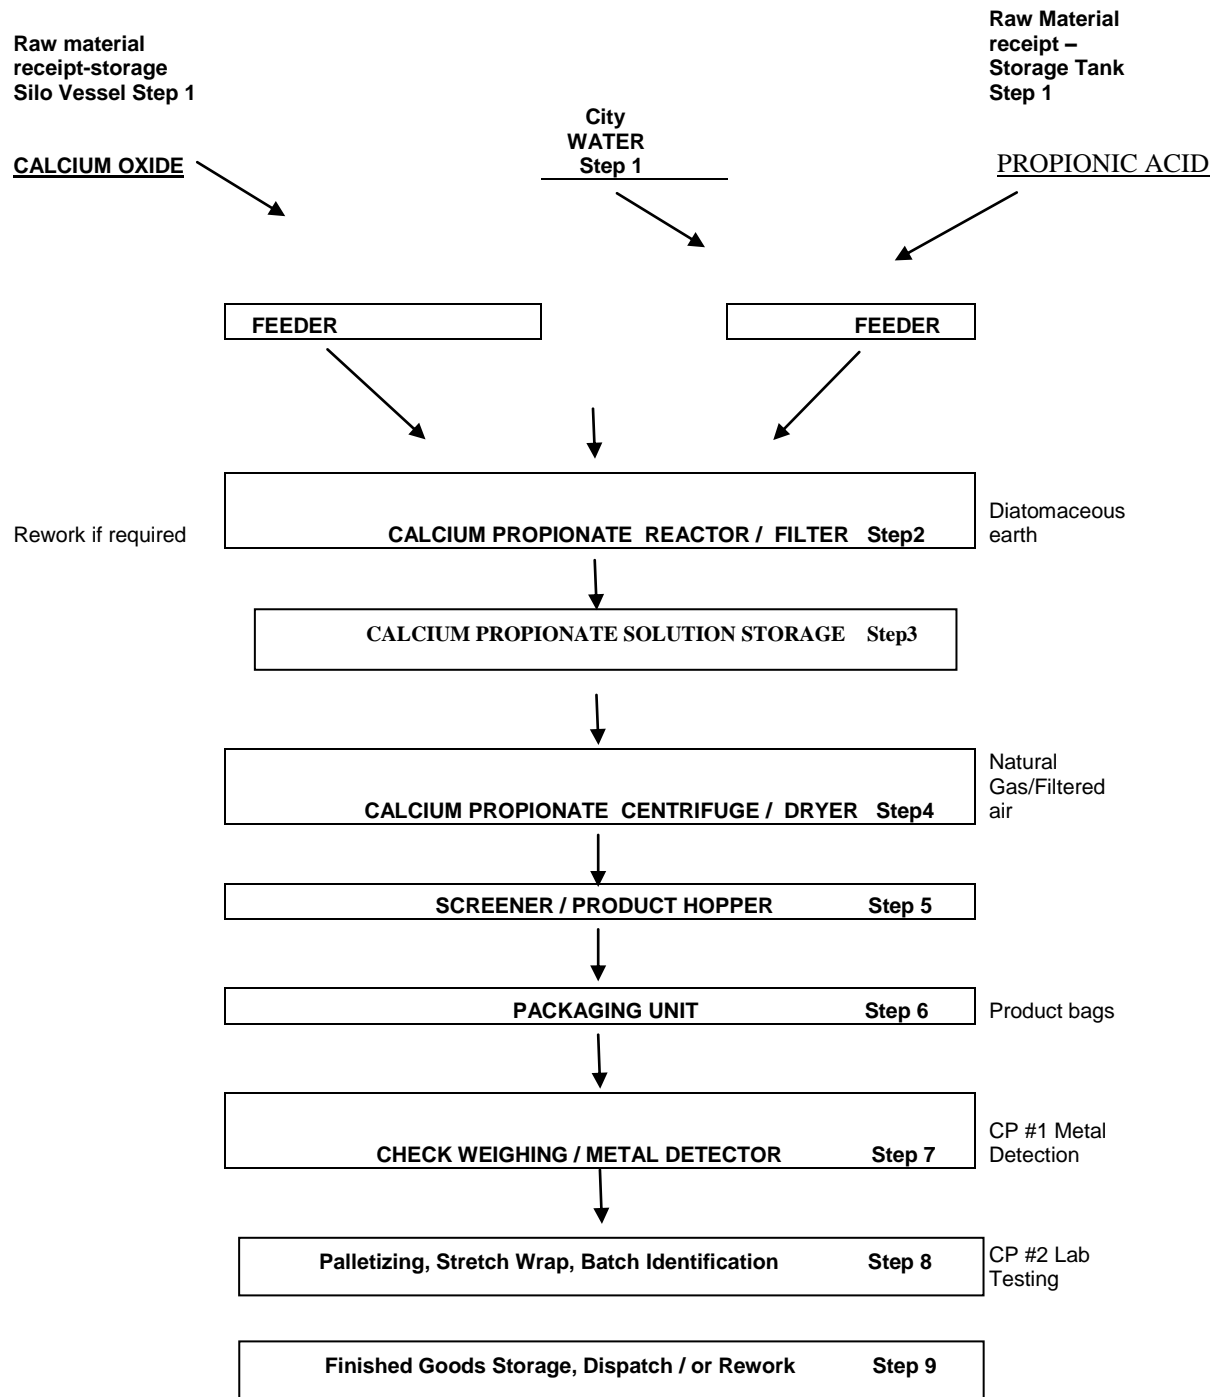 Raw material
receipt-storage
Silo Vessel Step 1
Raw Material
receipt –
Storage Tank
Step 1
City
WATER
Step 1
CALCIUM OXIDE
PROPIONIC ACID
FEEDER
FEEDER
Rework if required
CALCIUM PROPIONATE REACTOR / FILTER Step2
Diatomaceous
earth
CALCIUM PROPIONATE SOLUTION STORAGE Step3
CALCIUM PROPIONATE CENTRIFUGE / DRYER Step4
Natural
Gas/Filtered
air
SCREENER / PRODUCT HOPPER Step 5
PACKAGING UNIT Step 6
Product bags
CHECK WEIGHING / METAL DETECTOR Step 7
CP #1 Metal
Detection
Palletizing, Stretch Wrap, Batch Identification Step 8
CP #2 Lab
Testing
Finished Goods Storage, Dispatch / or Rework Step 9